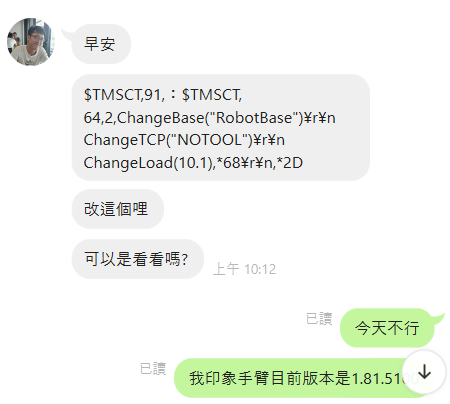 早安
$TMSCT,91,：$TMSCT,
64,2,ChangeBase("RobotBase")¥r¥n
ChangeTCP("NOTOOL")¥r¥n
ChangeLoad(10.1),*68¥r¥n,*2D
改這個哩
可以是看看嗎?
上午 10:12
已讀
今天不行
已讀
我印象手臂目前版本是1.81.51